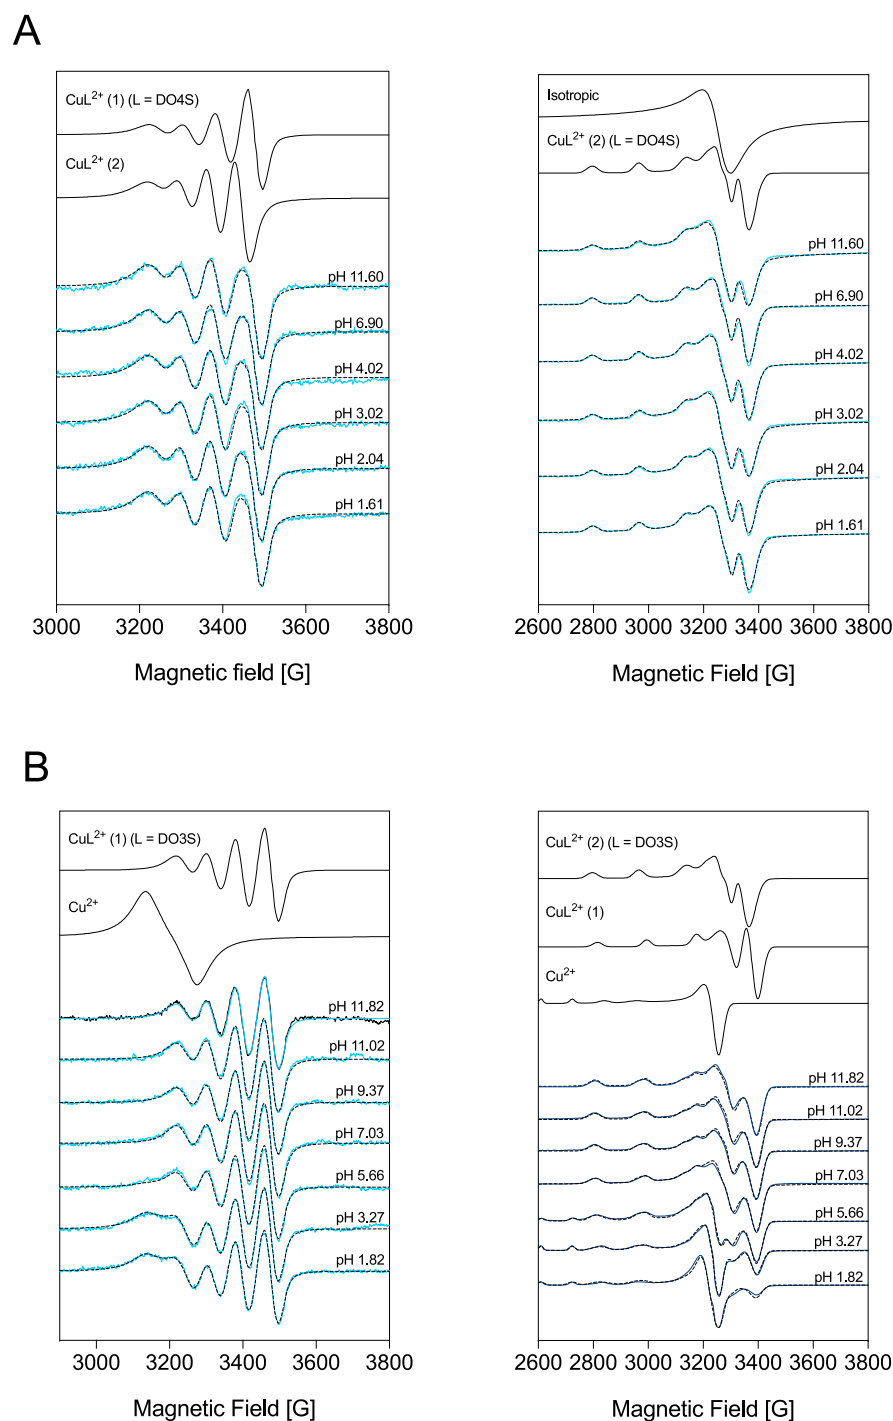 A
CuL2+ (1) (L = DO4S)
CuL2+ (2)
pH 11.60
pH 6.90
pH 4.02
pH 3.02
pH 2.04
pH 1.61
3000 3200 3400 3600 3800
Magnetic field [G]
Isotropic
CuL2+ (2) (L = DO4S)
pH 11.60
pH 6.90
pH 4.02
pH 3.02
pH 2.04
pH 1.61
2600 2800 3000 3200 3400 3600 3800
Magnetic Field [G]
B
CuL2+ (1) (L = DO3S)
Cu2+
pH 11.82
pH 11.02
pH 9.37
pH 7.03
pH 5.66
pH 3.27
pH 1.82
3000 3200 3400 3600 3800
Magnetic Field [G]
CuL2+ (2) (L = DO3S)
CuL2+ (1)
Cu2+
pH 11.82
pH 11.02
pH 9.37
pH 7.03
pH 5.66
pH 3.27
pH 1.82
2600 2800 3000 3200 3400 3600 3800
Magnetic Field [G]